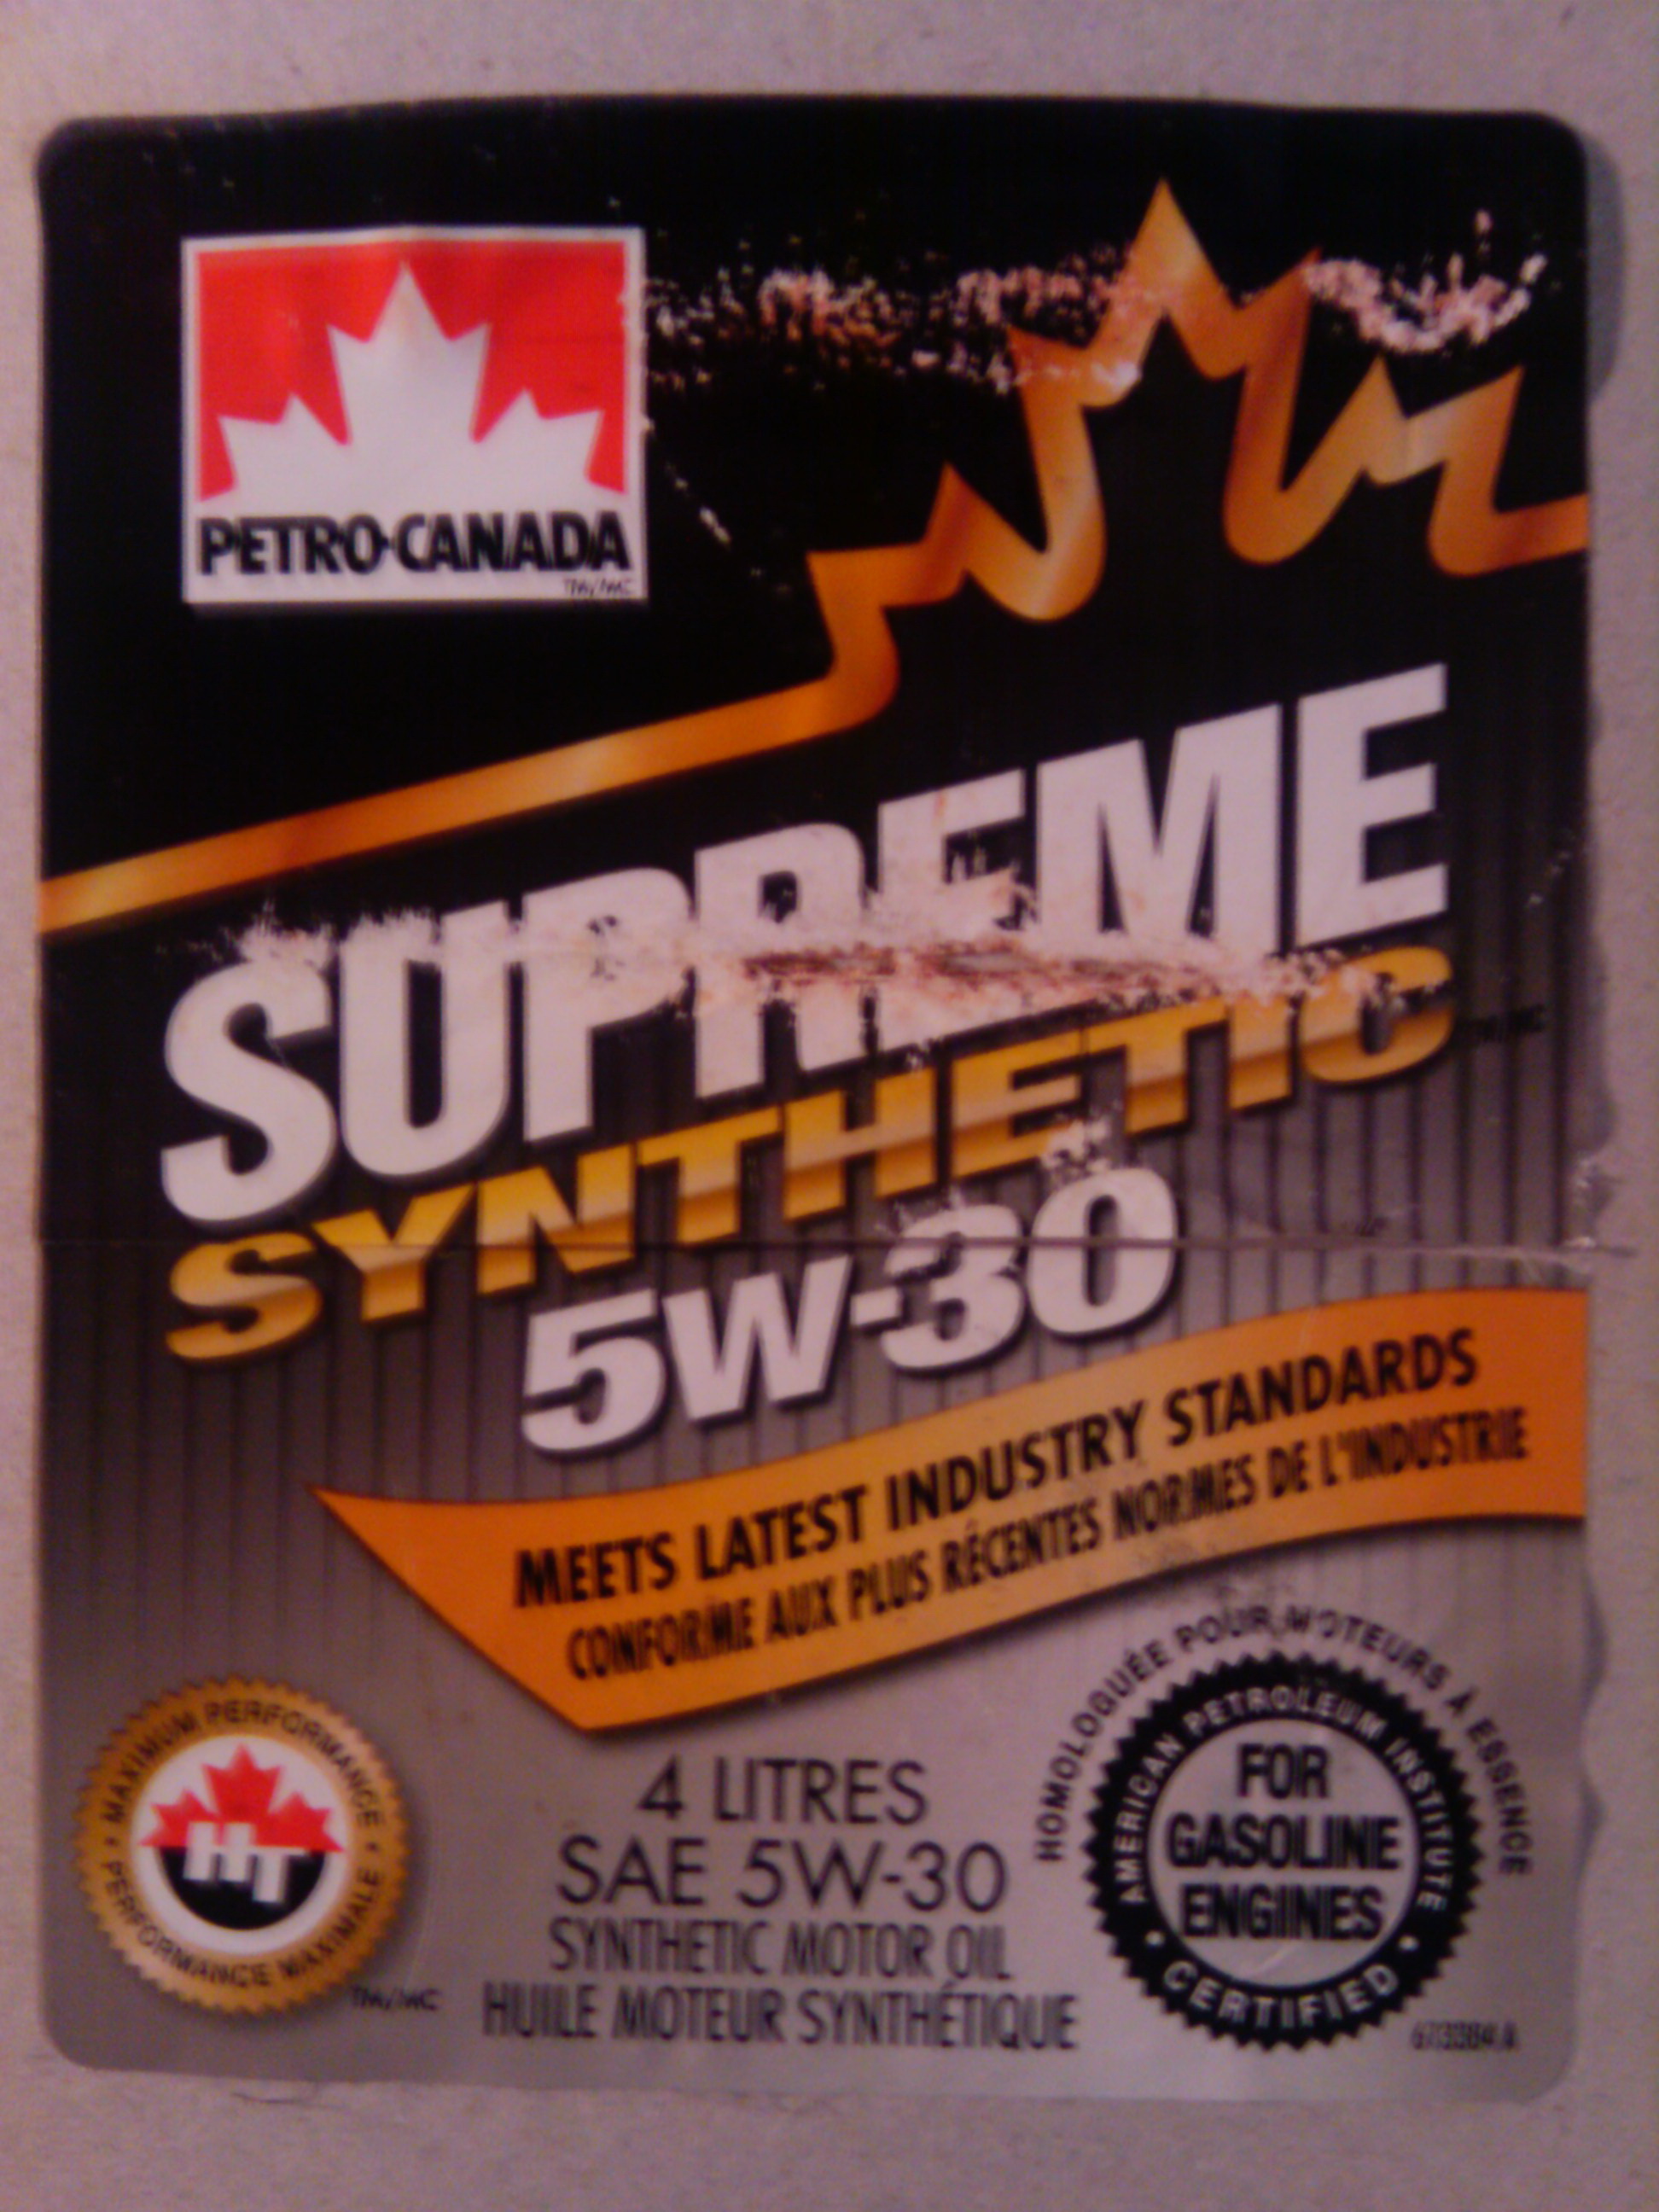 PETRO-CANADA
TM/MC
SUPREME
SYNTHETIC
5W-30
MEETS LATEST INDUSTRY STANDARDS
CONFORME AUX PLUS RÉCENTES NORMES DE L'INDUSTRIE
HOMOLOGUÉE POUR MOTEURS À ESSENCE
AMERICAN PETROLEUM INSTITUTE
FOR
GASOLINE
ENGINES
• CERTIFIED •
• MAXIMUM PERFORMANCE •
HT
PERFORMANCE MAXIMALE
TM/MC
4 LITRES
SAE 5W-30
SYNTHETIC MOTOR OIL
HUILE MOTEUR SYNTHÉTIQUE